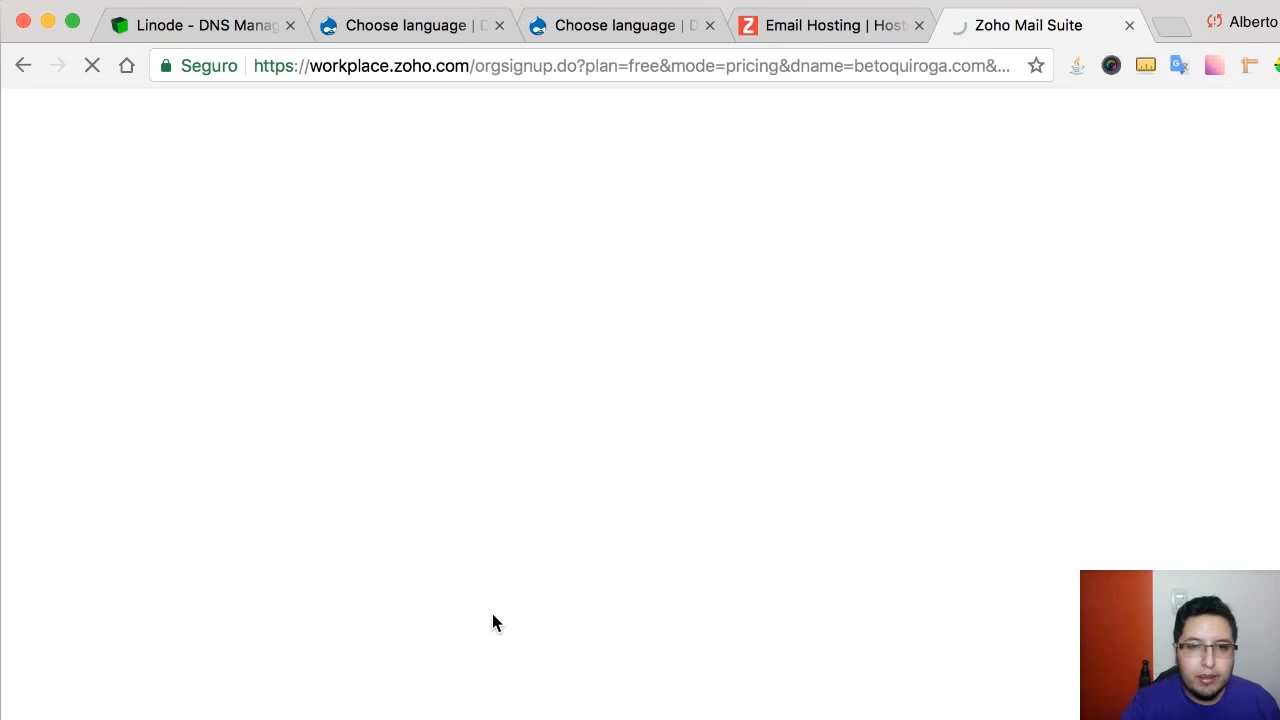 Linode - DNS Manag
Choose language | D
Choose language | D
Z Email Hosting | Host
Zoho Mail Suite
Alberto
Seguro
https://workplace.zoho.com/orgsignup.do?plan=free&mode=pricing&dname=betoquiroga.com&...